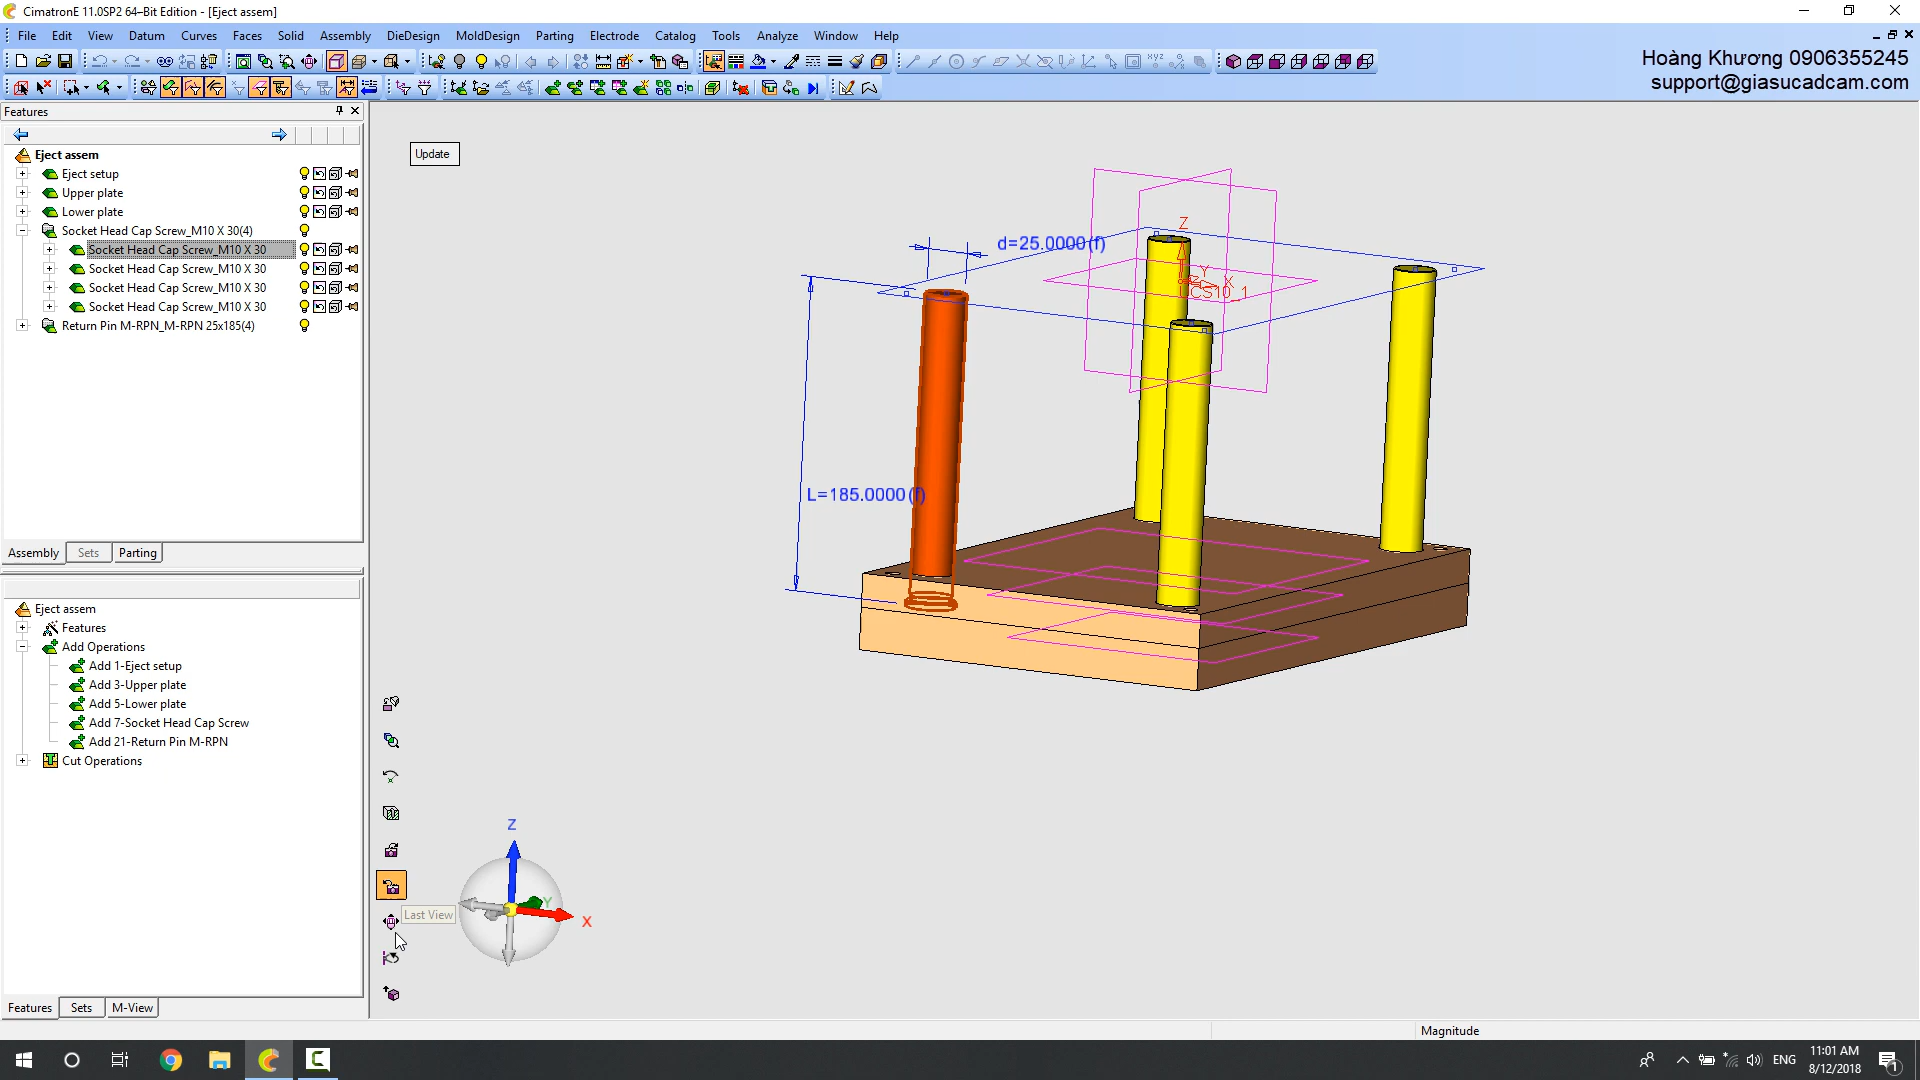 CimatronE 11.0SP2 64–Bit Edition - [Eject assem]
File Edit View Datum Curves Faces Solid Assembly DieDesign MoldDesign Parting Electrode Catalog Tools Analyze Window Help
Hoàng Khương 0906355245
support@giasucadcam.com
Features
Eject assem
Eject setup
Upper plate
Lower plate
Socket Head Cap Screw_M10 X 30(4)
Socket Head Cap Screw_M10 X 30
Socket Head Cap Screw_M10 X 30
Socket Head Cap Screw_M10 X 30
Socket Head Cap Screw_M10 X 30
Return Pin M-RPN_M-RPN 25x185(4)
Assembly Sets Parting
Eject assem
Features
Add Operations
Add 1-Eject setup
Add 3-Upper plate
Add 5-Lower plate
Add 7-Socket Head Cap Screw
Add 21-Return Pin M-RPN
Cut Operations
Features Sets M-View
Update
d=25.0000(f)
L=185.0000(f)
Z
Y
X
CS10_1
Z
Y
X
Last View
Magnitude
ENG
11:01 AM
8/12/2018
1